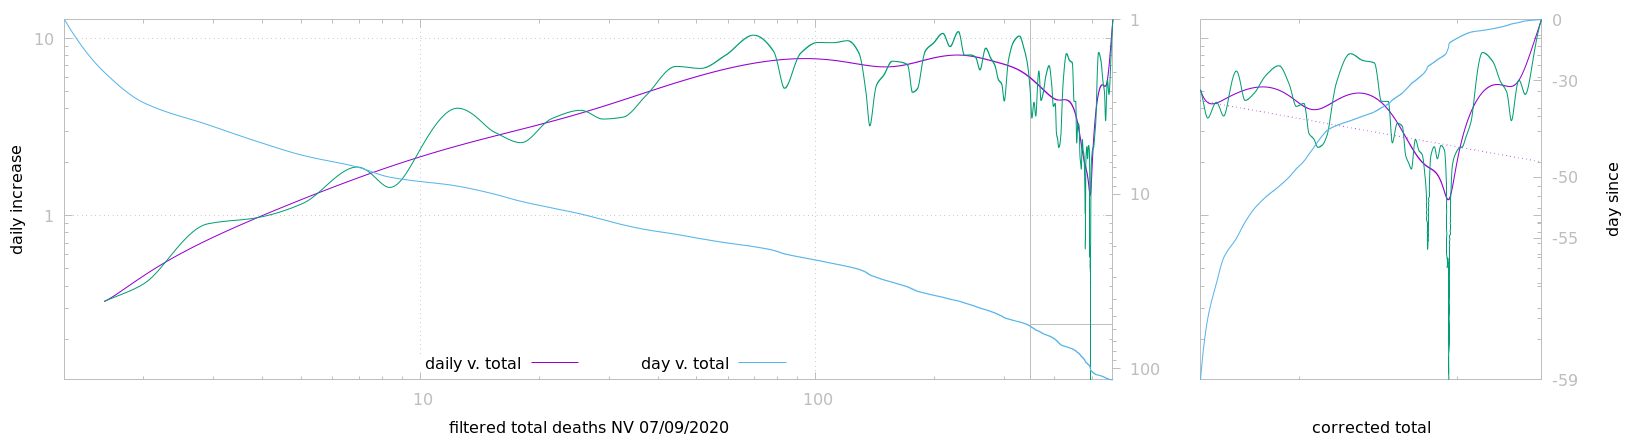 daily increase
10
1
daily v. total
day v. total
10
100
filtered total deaths NV 07/09/2020
1
10
100
0
-30
-50
-55
-59
day since
corrected total